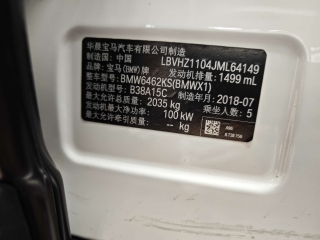 华晨宝马汽车有限公司制造
制造国: 中国 LBVHZ1104JML64149
品牌: 宝马(BMW)牌 发动机排量: 1499 mL
整车型号: BMW6462KS(BMWX1)
发动机型号: B38A15C 制造年月: 2018-07
最大允许总质量: 2035 kg 乘坐人数: 5
发动机最大净功率: 100 kW
最大允许牵引质量: - kg